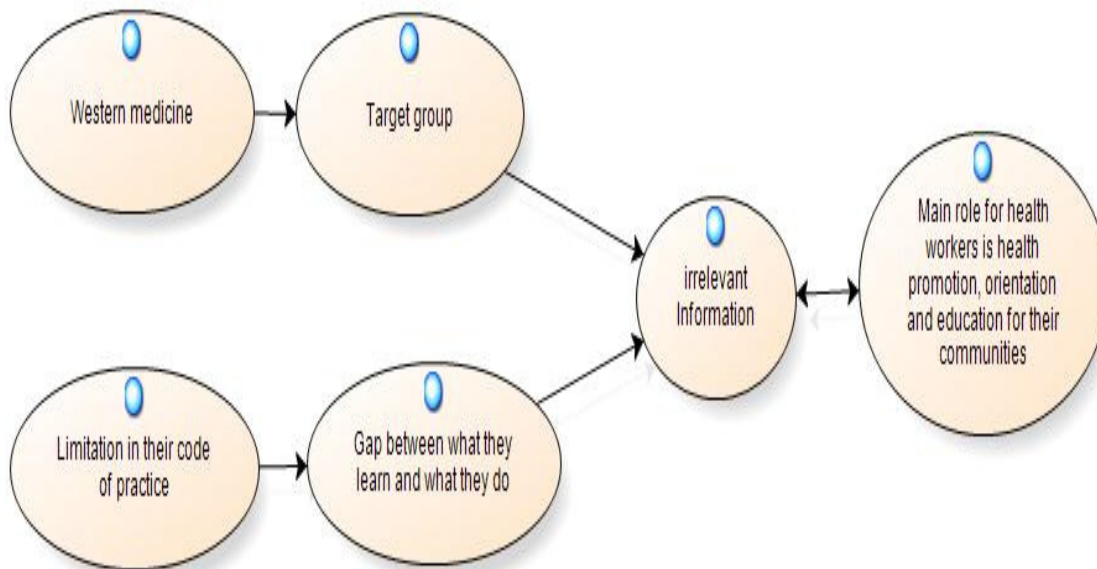 Western medicine
Target group
Main role for health
workers is health
promotion, orientation
and education for their
communities
irrelevant
Information
Limitation in their code
of practice
Gap between what they
learn and what they do